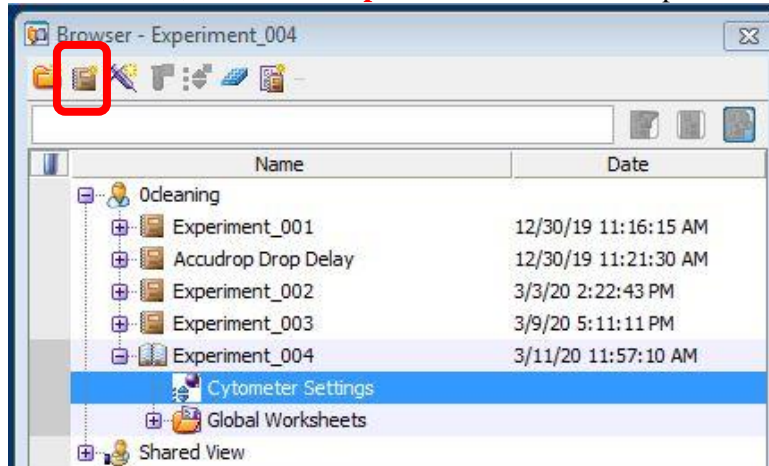 Browser - Experiment_004
Name Date
0cleaning
Experiment_001 12/30/19 11:16:15 AM
Accudrop Drop Delay 12/30/19 11:21:30 AM
Experiment_002 3/3/20 2:22:43 PM
Experiment_003 3/9/20 5:11:11 PM
Experiment_004 3/11/20 11:57:10 AM
Cytometer Settings
Global Worksheets
Shared View